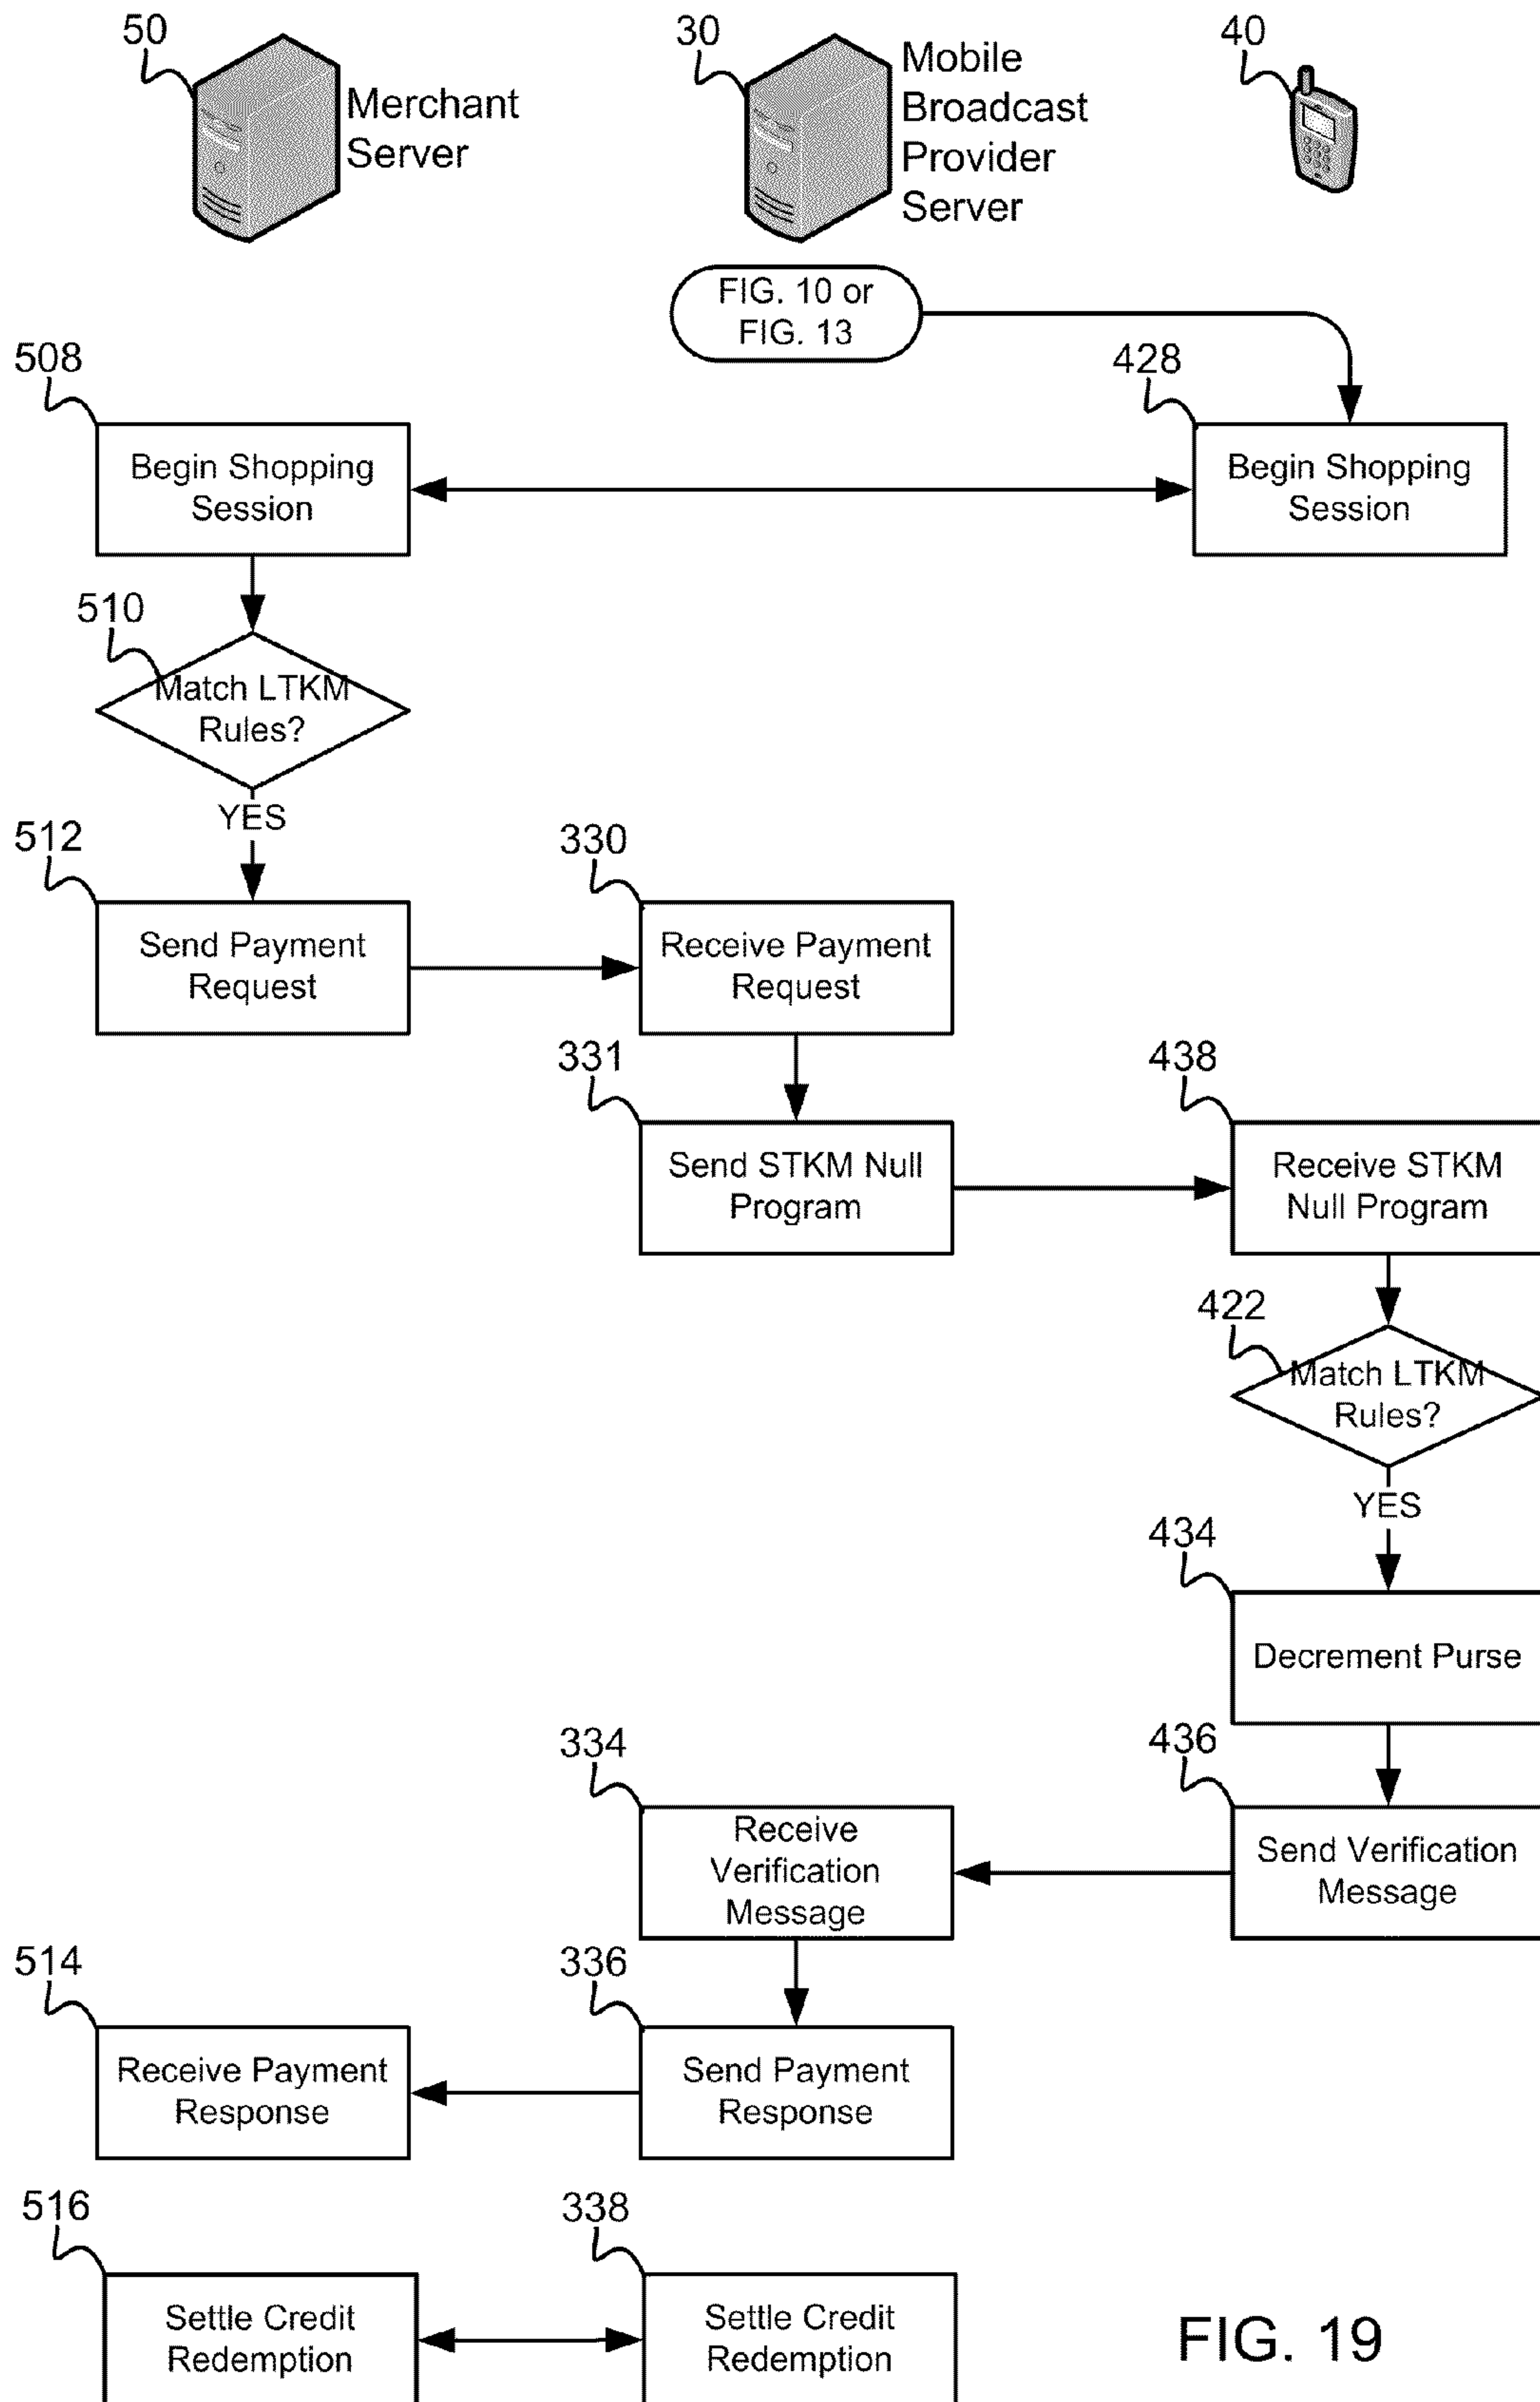 50
Merchant
Server
30
Mobile
Broadcast
Provider
Server
40
FIG. 10 or
FIG. 13
508
Begin Shopping
Session
428
Begin Shopping
Session
510
Match LTKM
Rules?
YES
512
Send Payment
Request
330
Receive Payment
Request
331
Send STKM Null
Program
438
Receive STKM
Null Program
422
Match LTKM
Rules?
YES
434
Decrement Purse
436
Send Verification
Message
334
Receive
Verification
Message
514
Receive Payment
Response
336
Send Payment
Response
516
Settle Credit
Redemption
338
Settle Credit
Redemption
FIG. 19